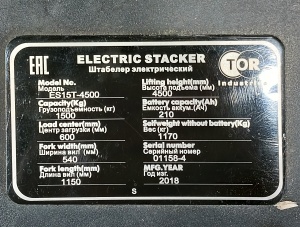 EAC
ELECTRIC STACKER
Штабелер электрический
TOR
Industries
Model No.
Модель
ES15T-4500
Capacity(Kg)
Грузоподъемность (кг)
1500
Load center(mm)
Центр загрузки (мм)
600
Fork width(mm)
Ширина вил (мм)
540
Fork length(mm)
Длина вил (мм)
1150
Lifting height(mm)
Высота подъема (мм)
4500
Battery capacity(Ah)
Емкость аккум. (Ач)
210
Selfweight without battery(Kg)
Вес (кг)
1170
Serial number
Серийный номер
01158-4
MFG.YEAR
Год изг.
2018
S